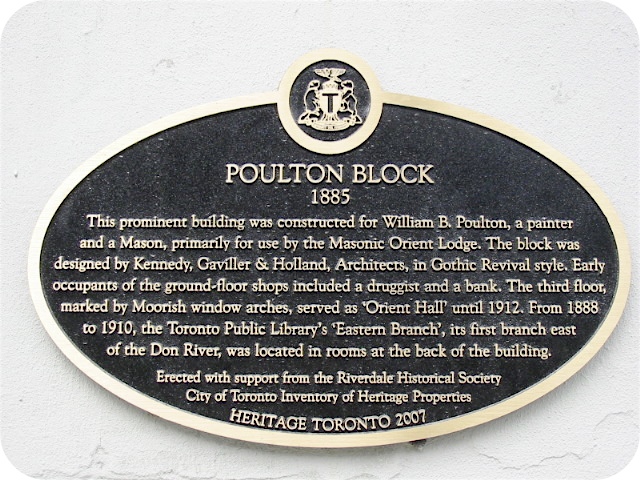 T
POULTON BLOCK
1885
This prominent building was constructed for William B. Poulton, a painter
and a Mason, primarily for use by the Masonic Orient Lodge. The block was
designed by Kennedy, Gaviller & Holland, Architects, in Gothic Revival style. Early
occupants of the ground-floor shops included a druggist and a bank. The third floor,
marked by Moorish window arches, served as 'Orient Hall' until 1912. From 1888
to 1910, the Toronto Public Library's 'Eastern Branch', its first branch east
of the Don River, was located in rooms at the back of the building.
Erected with support from the Riverdale Historical Society
City of Toronto Inventory of Heritage Properties
HERITAGE TORONTO 2007